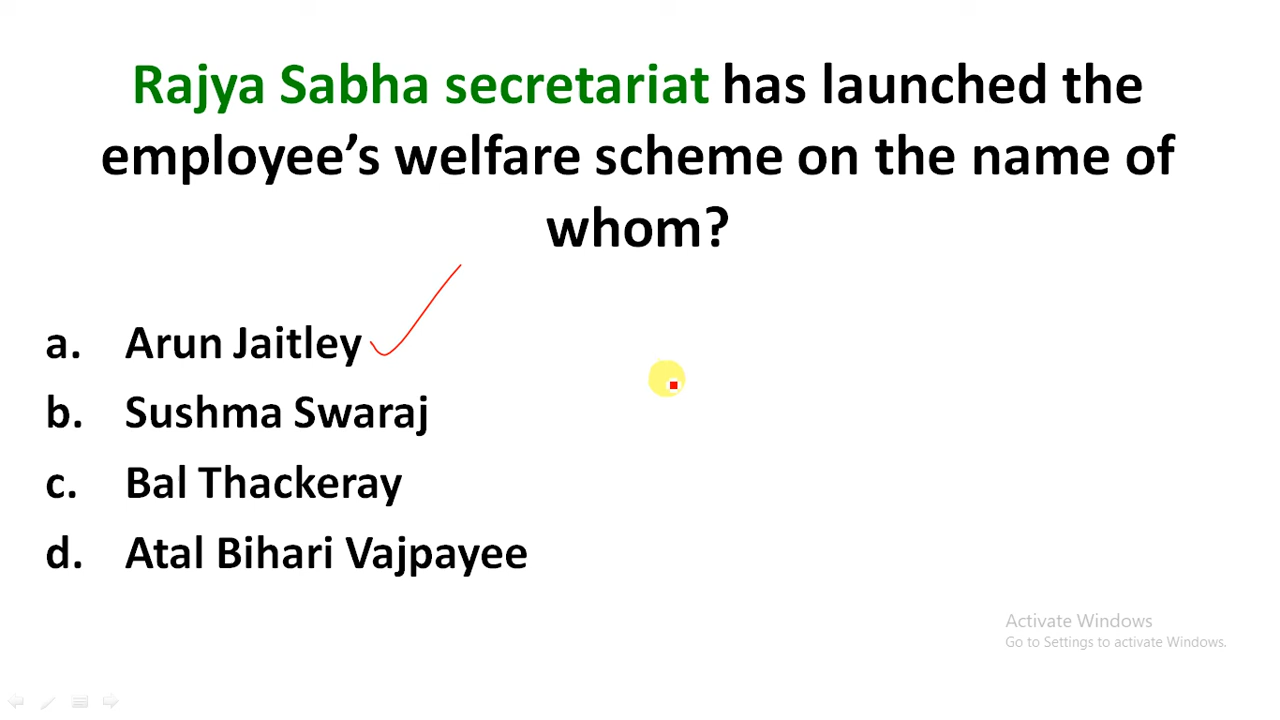 Rajya Sabha secretariat has launched the
employee’s welfare scheme on the name of
whom?
a. Arun Jaitley
b. Sushma Swaraj
c. Bal Thackeray
d. Atal Bihari Vajpayee
Activate Windows
Go to Settings to activate Windows.